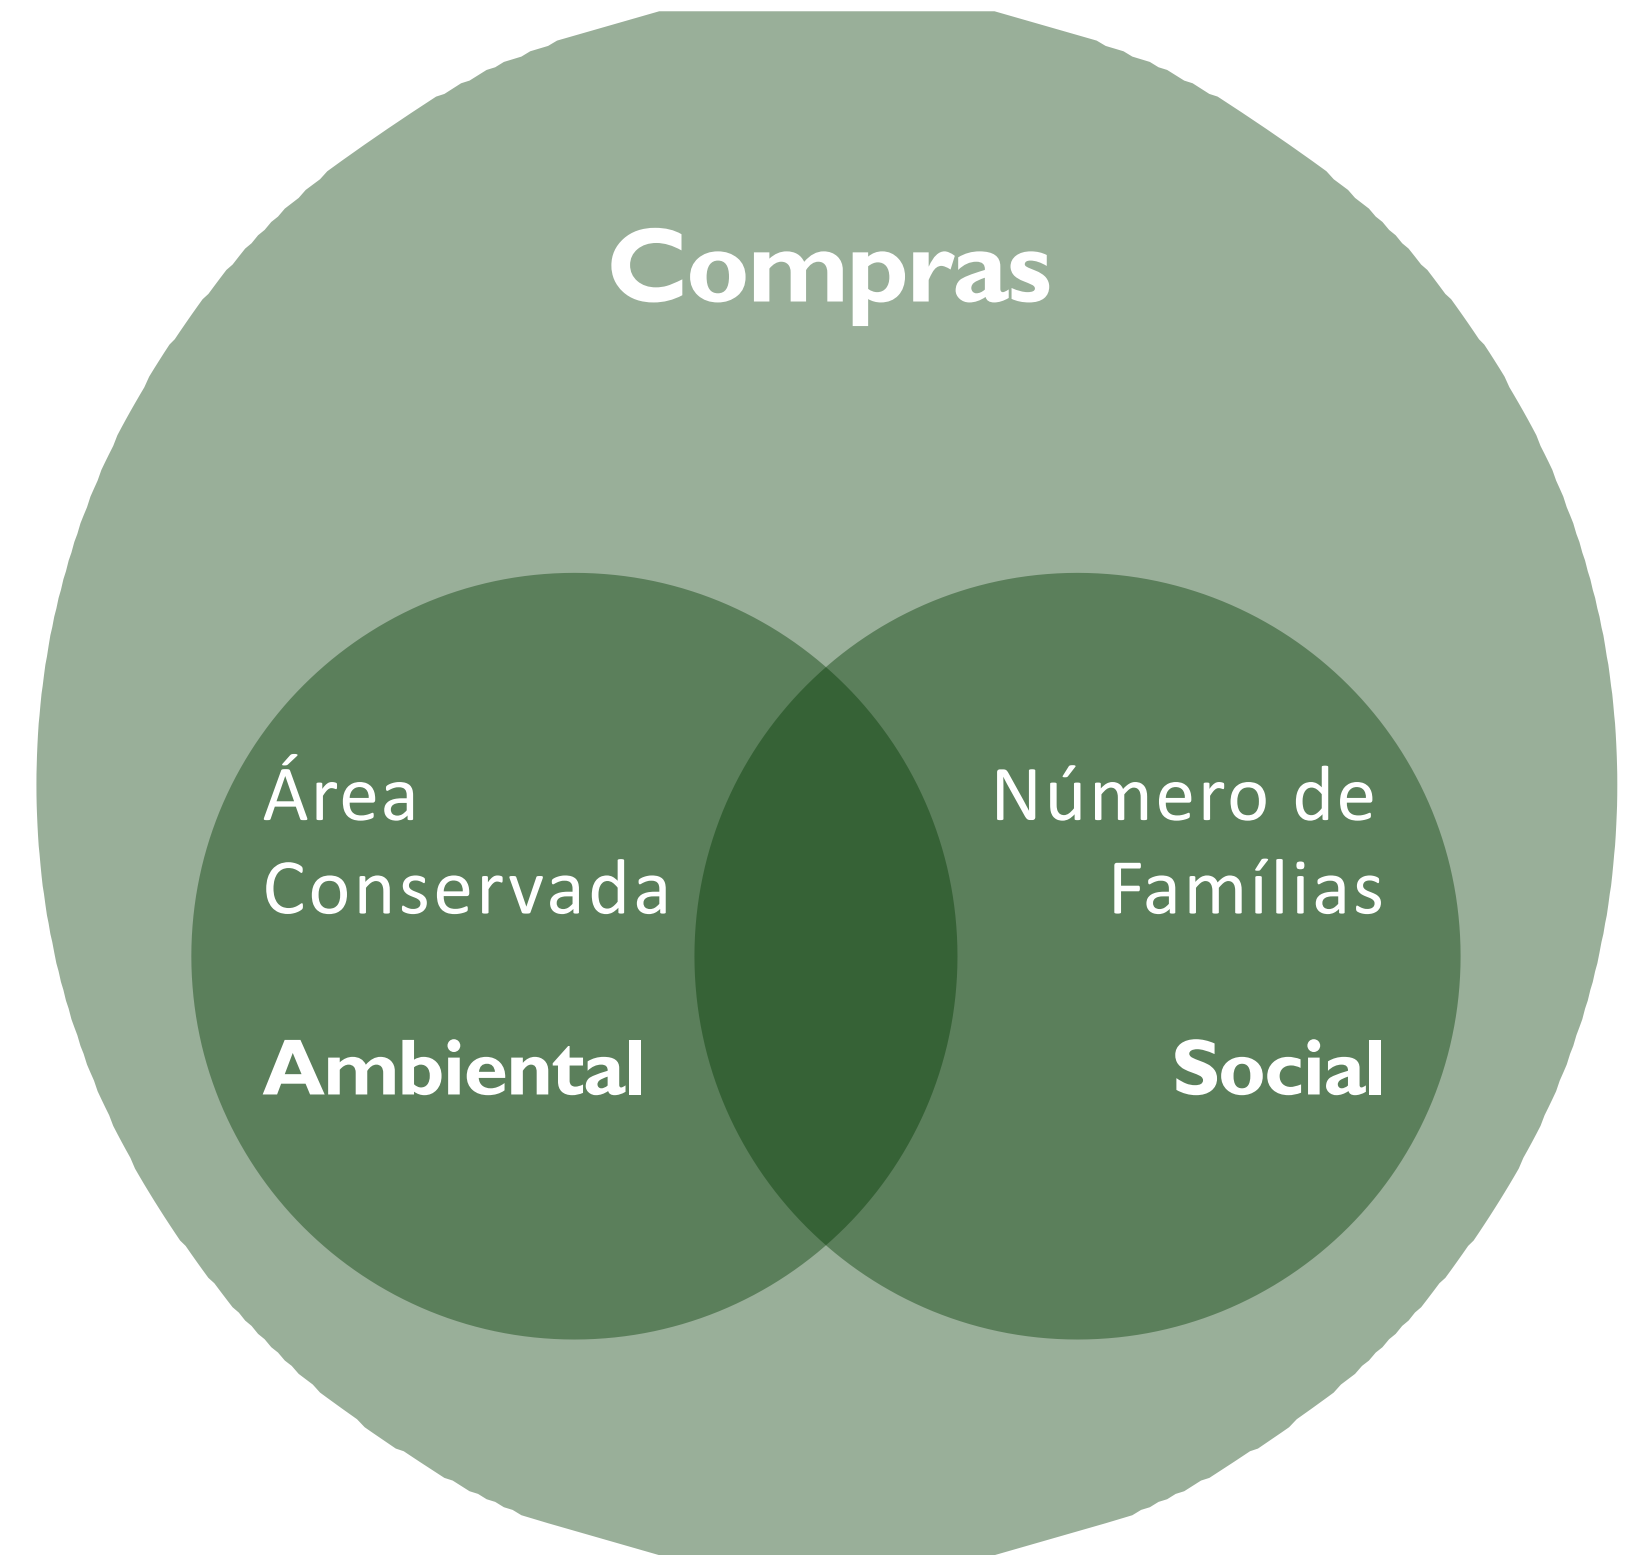 Compras
Área
Conservada
Ambiental
Número de
Famílias
Social